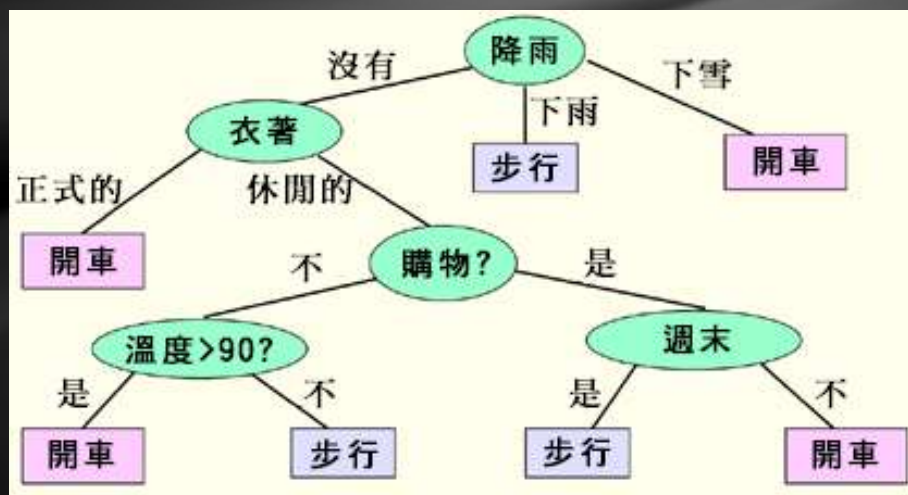 降雨
沒有
下雨
下雪
衣著
步行
開車
正式的
休閒的
開車
購物?
不
是
溫度>90?
週末
是
不
是
不
開車
步行
步行
開車